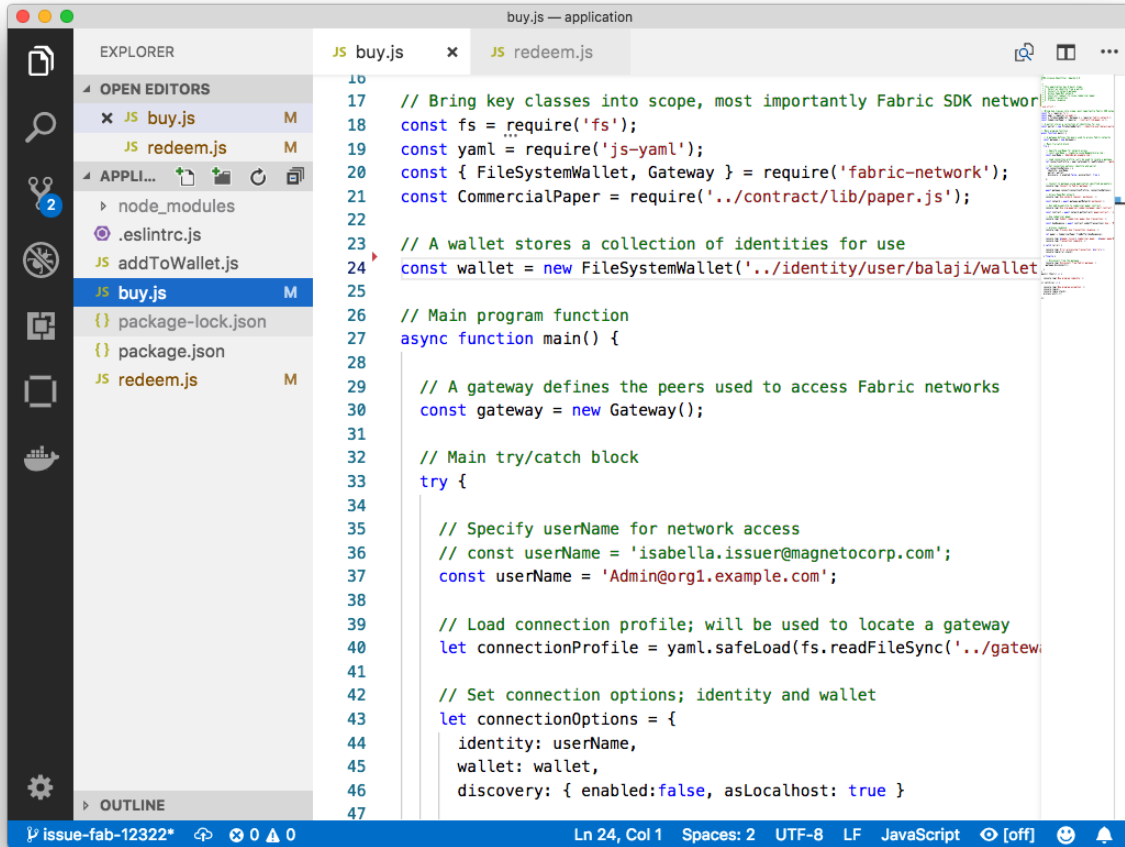 buy.js — application
EXPLORER
OPEN EDITORS
JS buy.js M
JS redeem.js M
APPLI...
node_modules
.eslintrc.js
JS addToWallet.js
JS buy.js M
{} package-lock.json
{} package.json
JS redeem.js M
OUTLINE
2
JS buy.js
JS redeem.js
16
17 // Bring key classes into scope, most importantly Fabric SDK networ
18 const fs = require('fs');
19 const yaml = require('js-yaml');
20 const { FileSystemWallet, Gateway } = require('fabric-network');
21 const CommercialPaper = require('../contract/lib/paper.js');
22
23 // A wallet stores a collection of identities for use
24 const wallet = new FileSystemWallet('../identity/user/balaji/wallet
25
26 // Main program function
27 async function main() {
28
29 // A gateway defines the peers used to access Fabric networks
30 const gateway = new Gateway();
31
32 // Main try/catch block
33 try {
34
35 // Specify userName for network access
36 // const userName = 'isabella.issuer@magnetocorp.com';
37 const userName = 'Admin@org1.example.com';
38
39 // Load connection profile; will be used to locate a gateway
40 let connectionProfile = yaml.safeLoad(fs.readFileSync('../gatewa
41
42 // Set connection options; identity and wallet
43 let connectionOptions = {
44 identity: userName,
45 wallet: wallet,
46 discovery: { enabled:false, asLocalhost: true }
47
issue-fab-12322* 0 0 Ln 24, Col 1 Spaces: 2 UTF-8 LF JavaScript [off]